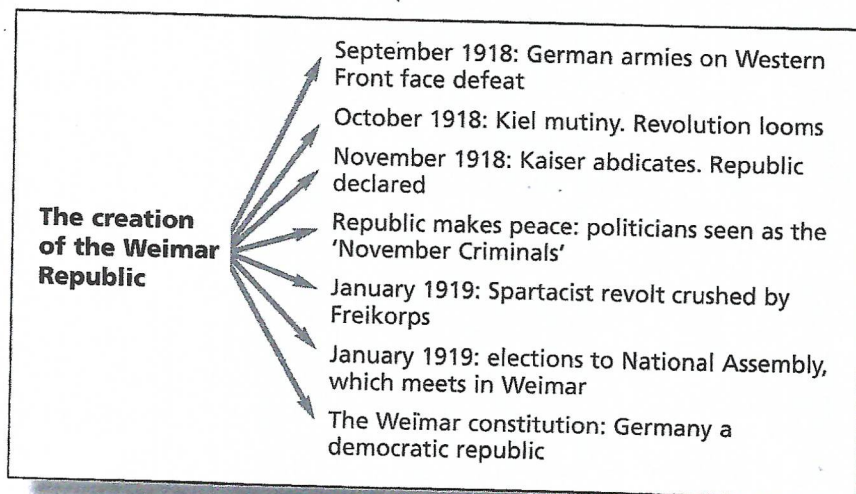 The creation
of the Weimar
Republic
September 1918: German armies on Western
Front face defeat
October 1918: Kiel mutiny. Revolution looms
November 1918: Kaiser abdicates. Republic
declared
Republic makes peace: politicians seen as the
'November Criminals'
January 1919: Spartacist revolt crushed by
Freikorps
January 1919: elections to National Assembly,
which meets in Weimar
The Weimar constitution: Germany a
democratic republic